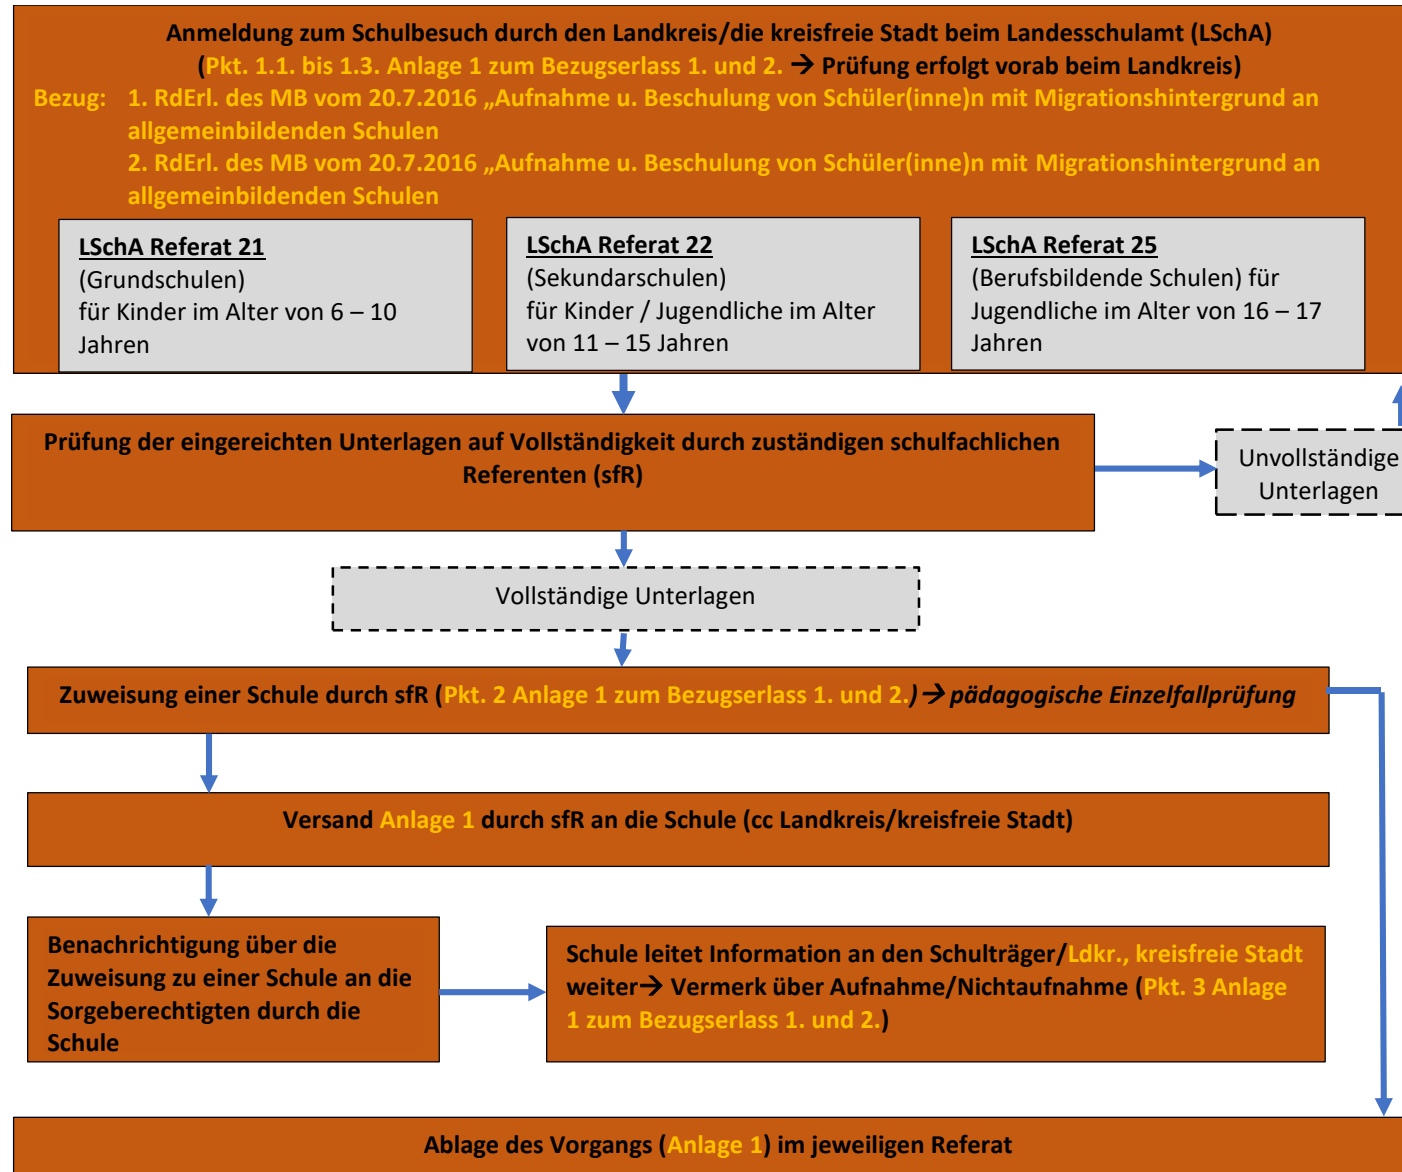 Anmeldung zum Schulbesuch durch den Landkreis/die kreisfreie Stadt beim Landesschulamt (LSchA)
(Pkt. 1.1. bis 1.3. Anlage 1 zum Bezugserlass 1. und 2. → Prüfung erfolgt vorab beim Landkreis)
Bezug: 1. RdErl. des MB vom 20.7.2016 „Aufnahme u. Beschulung von Schüler(inne)n mit Migrationshintergrund an
allgemeinbildenden Schulen
2. RdErl. des MB vom 20.7.2016 „Aufnahme u. Beschulung von Schüler(inne)n mit Migrationshintergrund an
allgemeinbildenden Schulen
LSchA Referat 21
(Grundschulen)
für Kinder im Alter von 6 – 10
Jahren
LSchA Referat 22
(Sekundarschulen)
für Kinder / Jugendliche im Alter
von 11 – 15 Jahren
LSchA Referat 25
(Berufsbildende Schulen) für
Jugendliche im Alter von 16 – 17
Jahren
Prüfung der eingereichten Unterlagen auf Vollständigkeit durch zuständigen schulfachlichen
Referenten (sfR)
Unvollständige
Unterlagen
Vollständige Unterlagen
Zuweisung einer Schule durch sfR (Pkt. 2 Anlage 1 zum Bezugserlass 1. und 2.) → pädagogische Einzelfallprüfung
Versand Anlage 1 durch sfR an die Schule (cc Landkreis/kreisfreie Stadt)
Benachrichtigung über die
Zuweisung zu einer Schule an die
Sorgeberechtigten durch die
Schule
Schule leitet Information an den Schulträger/Ldkr., kreisfreie Stadt
weiter→ Vermerk über Aufnahme/Nichtaufnahme (Pkt. 3 Anlage
1 zum Bezugserlass 1. und 2.)
Ablage des Vorgangs (Anlage 1) im jeweiligen Referat